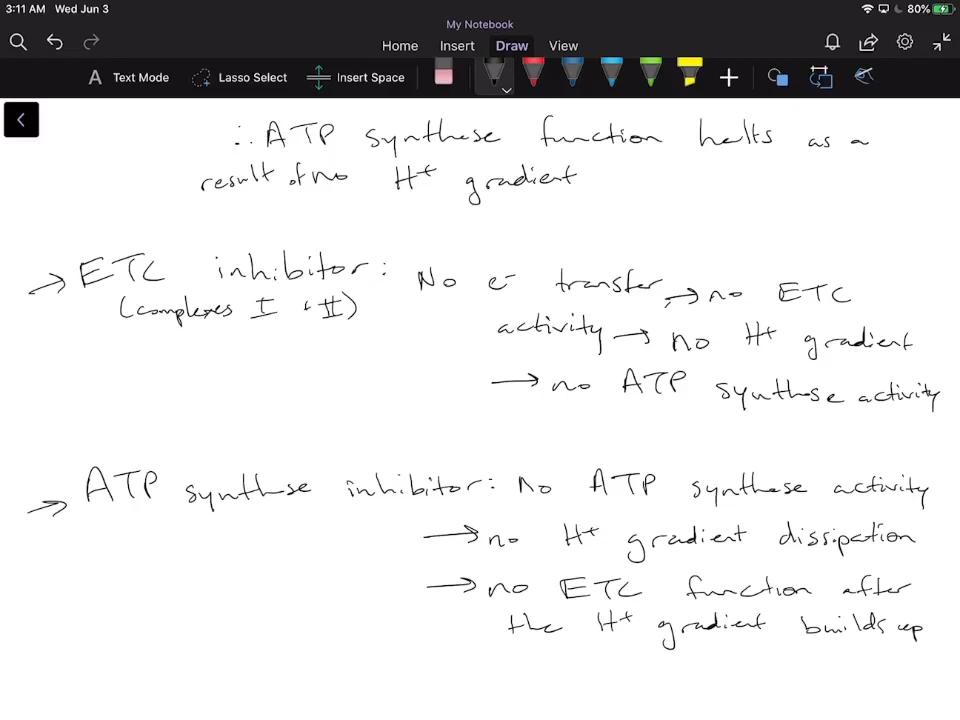 3:11 AM Wed Jun 3
80%
My Notebook
Home Insert Draw View
A Text Mode Lasso Select Insert Space
∴ ATP synthase function halts as a
result of no H⁺ gradient
→ ETC inhibitor: No e⁻ transfer → no ETC
(complexes I & II) activity → no H⁺ gradient
→ no ATP synthase activity
→ ATP synthase inhibitor: No ATP synthase activity
→ no H⁺ gradient dissipation
→ no ETC function after
the H⁺ gradient builds up